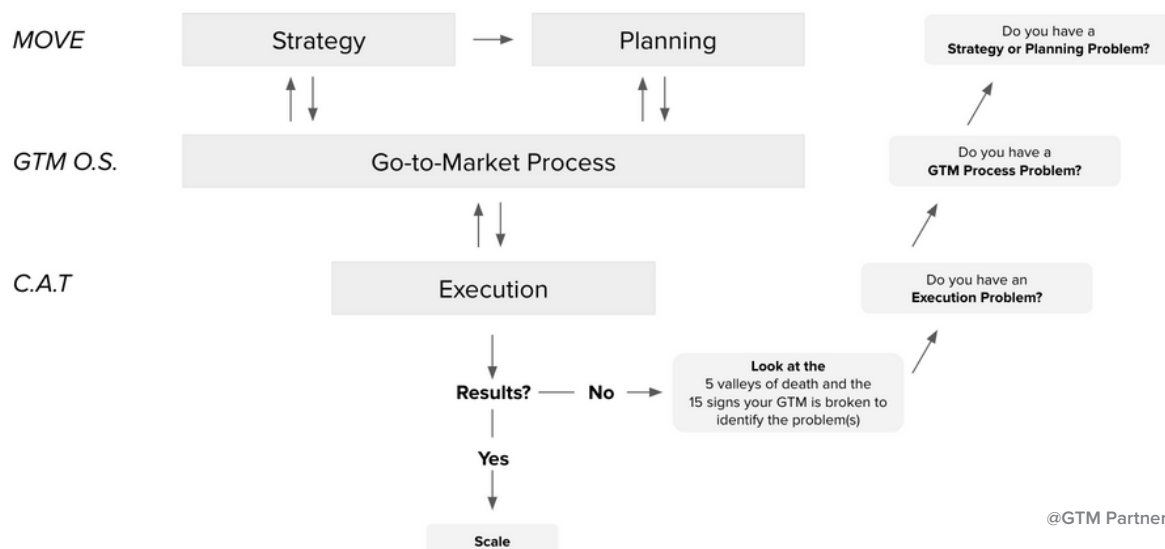 MOVE
Strategy
Planning
Do you have a
Strategy or Planning Problem?
GTM O.S.
Go-to-Market Process
Do you have a
GTM Process Problem?
C.A.T
Execution
Do you have an
Execution Problem?
Results?
No
Look at the
5 valleys of death and the
15 signs your GTM is broken to
identify the problem(s)
Yes
Scale
@GTM Partner